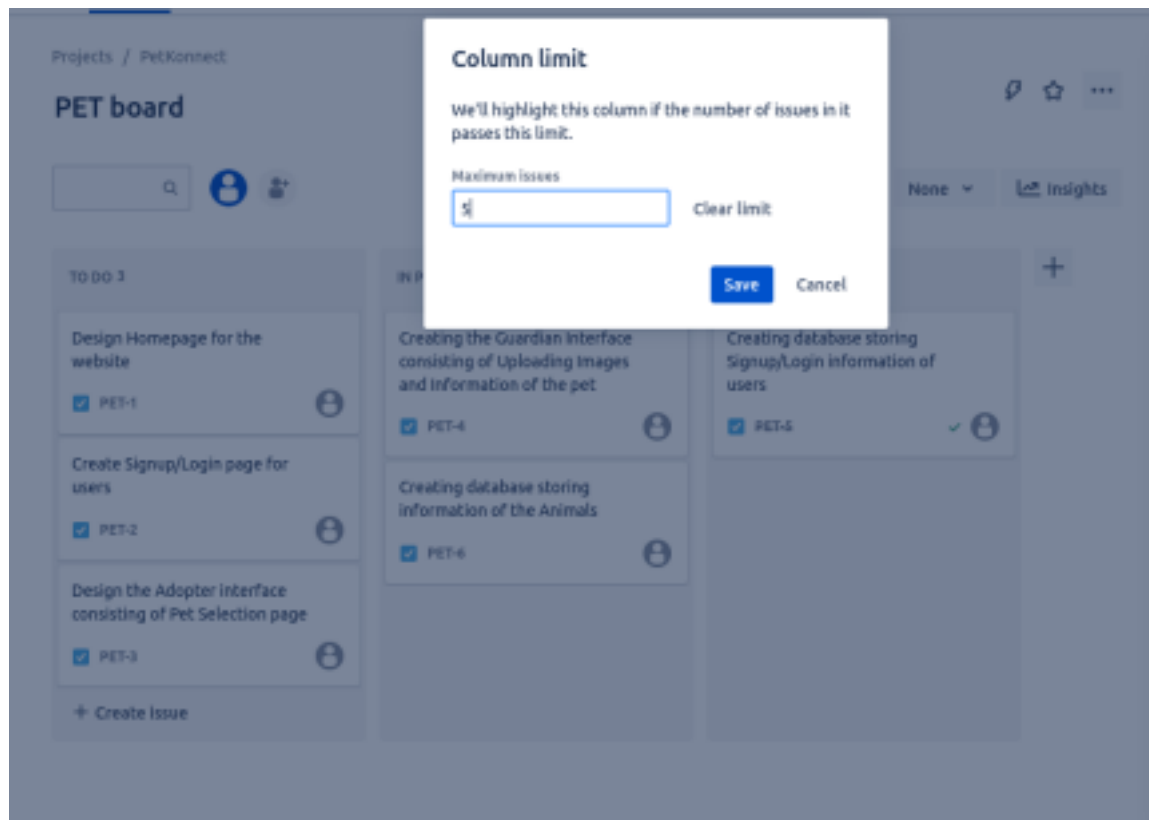 Projects / PetKonnect
PET board
Column limit
We'll highlight this column if the number of issues in it
passes this limit.
Maximum issues
5
Clear limit
Save
Cancel
None
Insights
TO DO 3
Design Homepage for the
website
PET-1
Create Signup/Login page for
users
PET-2
Design the Adopter interface
consisting of Pet Selection page
PET-3
+ Create issue
IN P
Creating the Guardian Interface
consisting of Uploading Images
and Information of the pet
PET-4
Creating database storing
information of the Animals
PET-6
Creating database storing
Signup/Login information of
users
PET-5